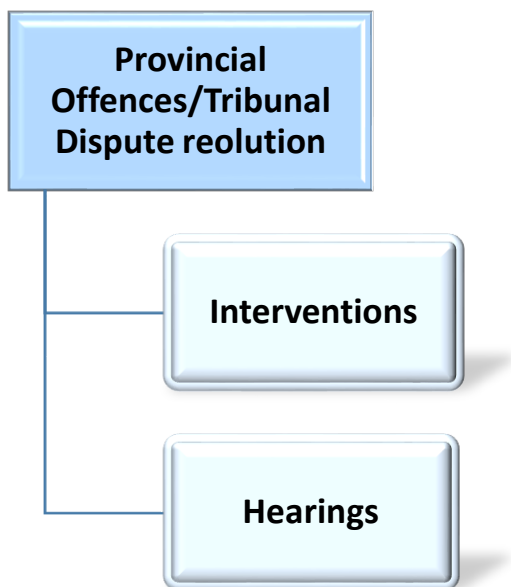 Provincial
Offences/Tribunal
Dispute reolution
Interventions
Hearings